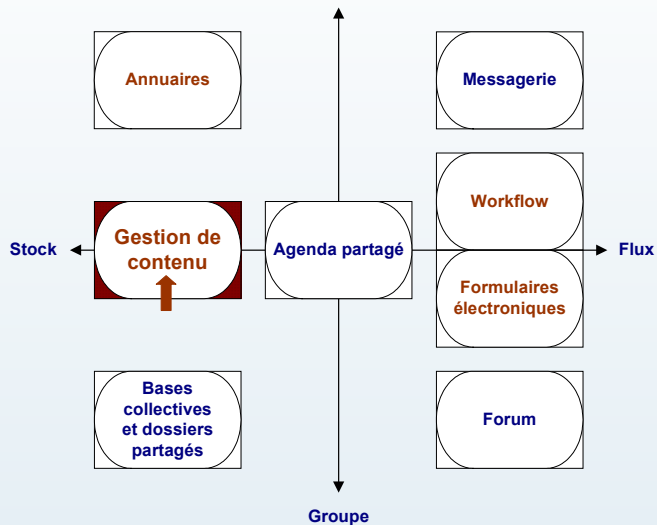 Annuaires
Messagerie
Workflow
Stock
Gestion de
contenu
Agenda partagé
Flux
Formulaires
électroniques
Bases
collectives
et dossiers
partagés
Forum
Groupe